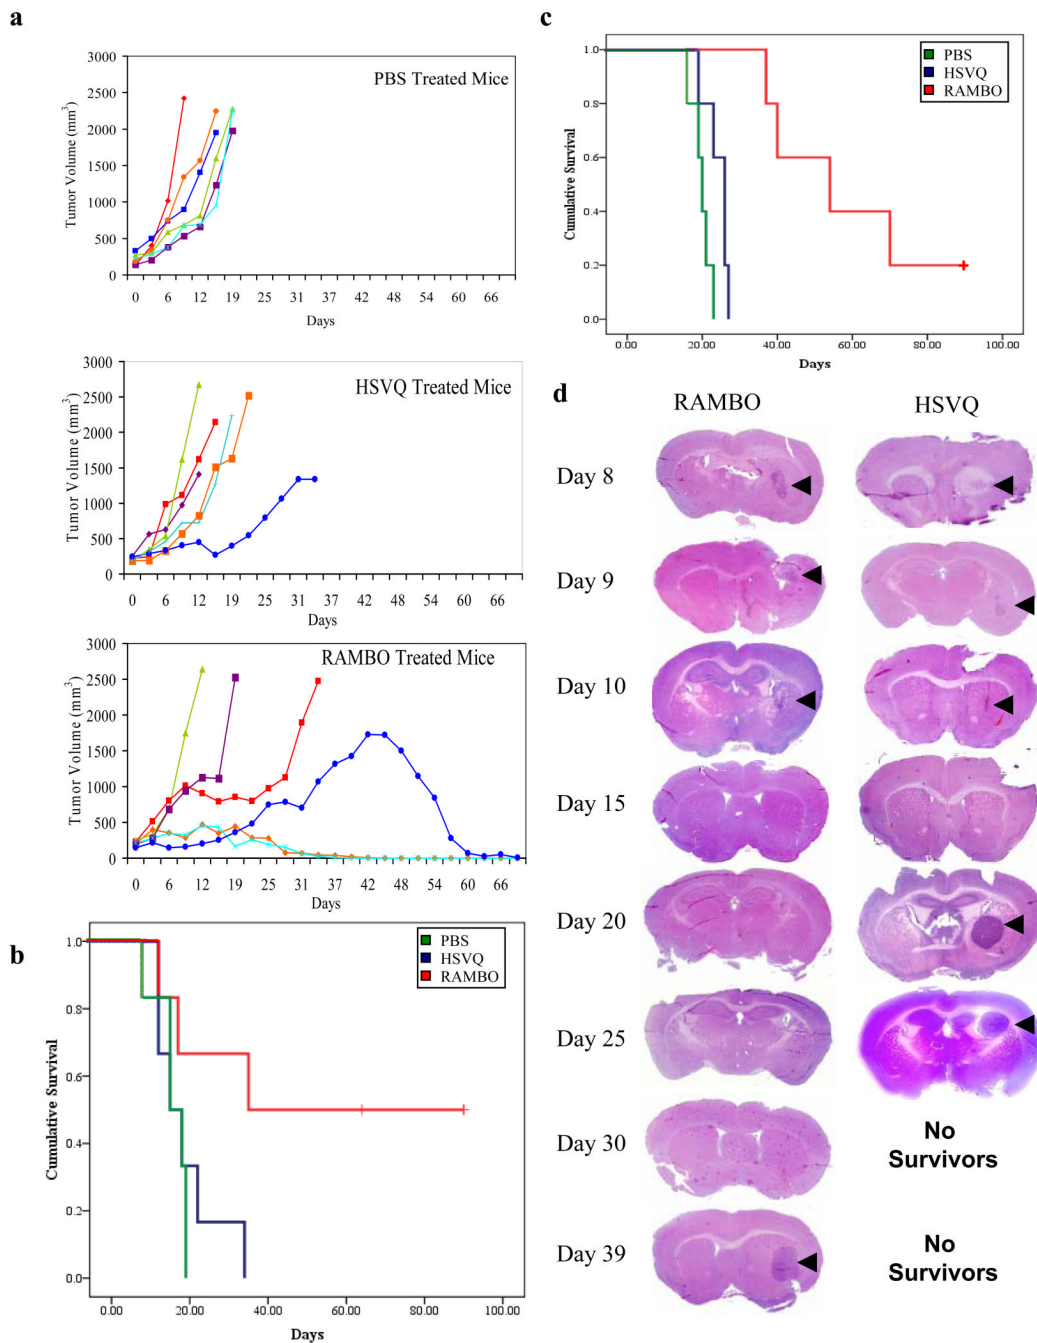 a
3000
2500
2000
1500
1000
500
0
Tumor Volume (mm3)
PBS Treated Mice
0 6 12 19 25 31 37 42 48 54 60 66
Days
3000
2500
2000
1500
1000
500
0
Tumor Volume (mm3)
HSVQ Treated Mice
0 6 12 19 25 31 37 42 48 54 60 66
Days
3000
2500
2000
1500
1000
500
0
Tumor Volume (mm3)
RAMBO Treated Mice
0 6 12 19 25 31 37 42 48 54 60 66
Days
b
1.0
0.8
0.6
0.4
0.2
0.0
Cumulative Survival
PBS
HSVQ
RAMBO
0.00 20.00 40.00 60.00 80.00 100.00
Days
c
1.0
0.8
0.6
0.4
0.2
0.0
Cumulative Survival
PBS
HSVQ
RAMBO
0.00 20.00 40.00 60.00 80.00 100.00
Days
d
RAMBO HSVQ
Day 8
Day 9
Day 10
Day 15
Day 20
Day 25
Day 30
No
Survivors
Day 39
No
Survivors